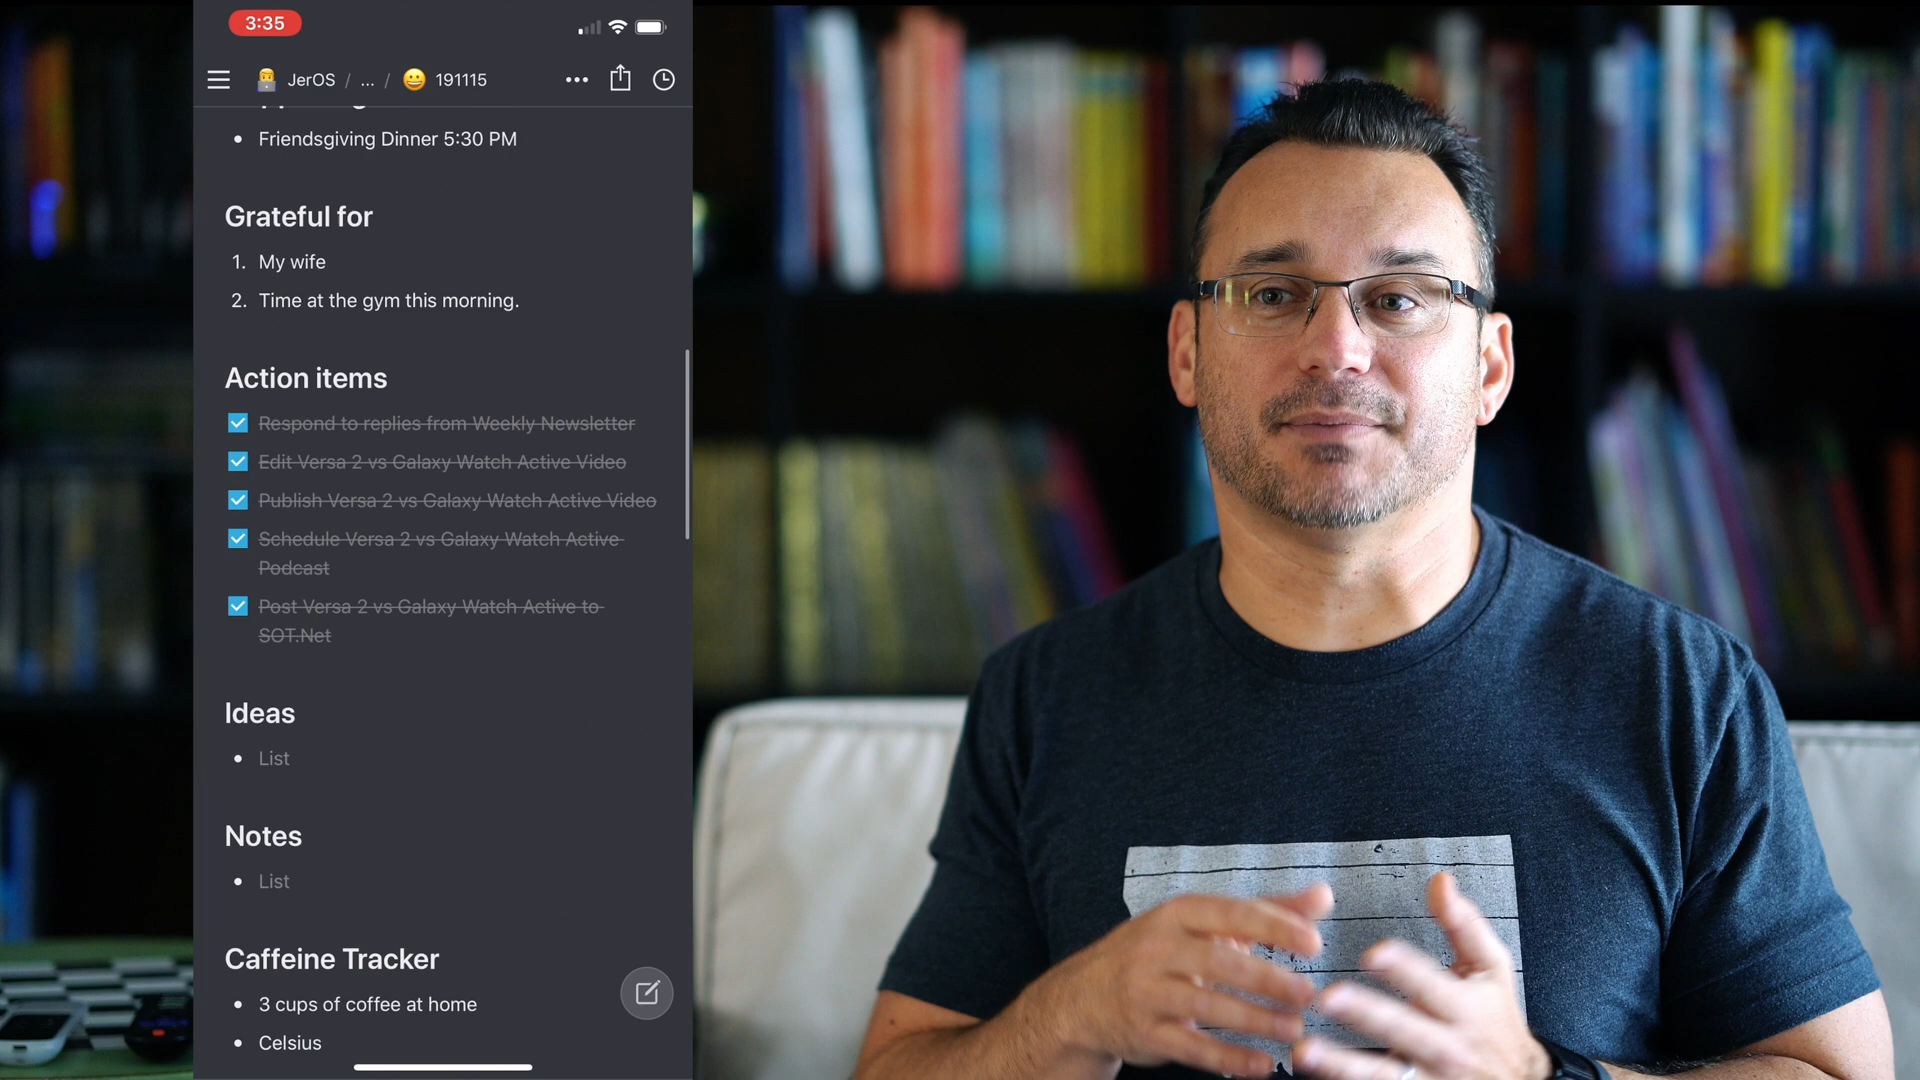 3:35
JerOS / ... / 191115
Friendsgiving Dinner 5:30 PM
Grateful for
1. My wife
2. Time at the gym this morning.
Action items
Respond to replies from Weekly Newsletter
Edit Versa 2 vs Galaxy Watch Active Video
Publish Versa 2 vs Galaxy Watch Active Video
Schedule Versa 2 vs Galaxy Watch Active
Podcast
Post Versa 2 vs Galaxy Watch Active to
SOT.Net
Ideas
List
Notes
List
Caffeine Tracker
3 cups of coffee at home
Celsius